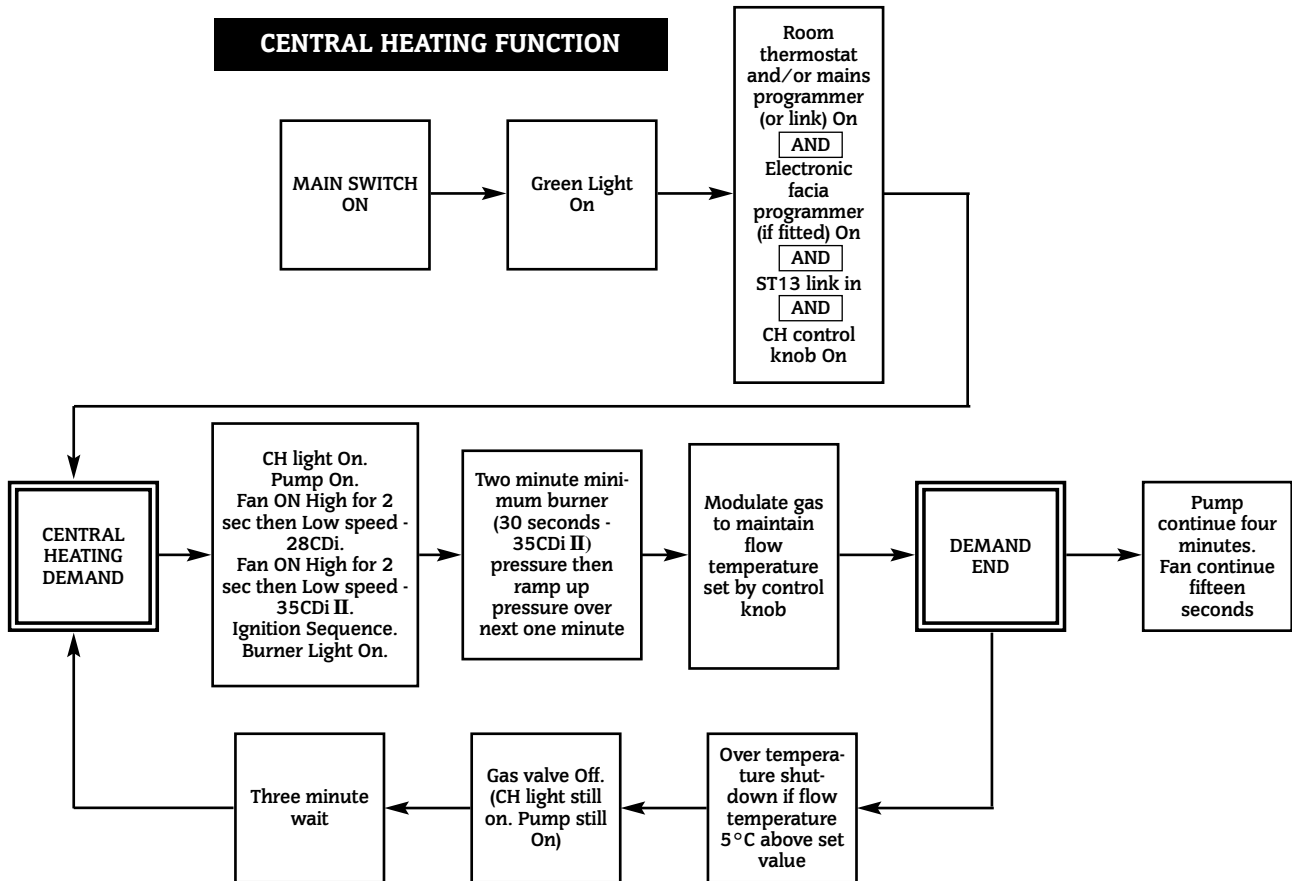 CENTRAL HEATING FUNCTION
MAIN SWITCH
ON
Green Light
On
Room
thermostat
and/or mains
programmer
(or link) On
AND
Electronic
facia
programmer
(if fitted) On
AND
ST13 link in
AND
CH control
knob On
CENTRAL
HEATING
DEMAND
CH light On.
Pump On.
Fan ON High for 2
sec then Low speed -
28CDi.
Fan ON High for 2
sec then Low speed -
35CDi II.
Ignition Sequence.
Burner Light On.
Two minute mini-
mum burner
(30 seconds -
35CDi II)
pressure then
ramp up
pressure over
next one minute
Modulate gas
to maintain
flow
temperature
set by control
knob
DEMAND
END
Pump
continue four
minutes.
Fan continue
fifteen
seconds
Over tempera-
ture shut-
down if flow
temperature
5°C above set
value
Gas valve Off.
(CH light still
on. Pump still
On)
Three minute
wait